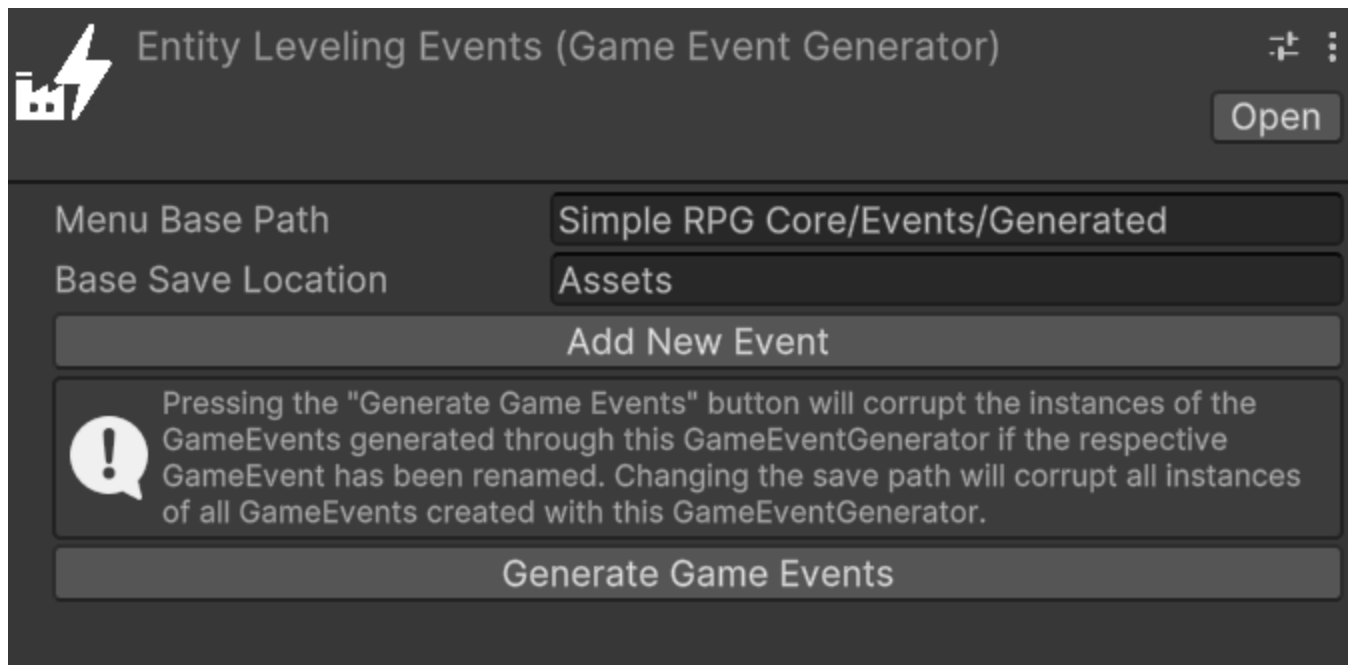 Entity Leveling Events (Game Event Generator)
Open
Menu Base Path
Simple RPG Core/Events/Generated
Base Save Location
Assets
Add New Event
Pressing the "Generate Game Events" button will corrupt the instances of the
GameEvents generated through this GameEventGenerator if the respective
GameEvent has been renamed. Changing the save path will corrupt all instances
of all GameEvents created with this GameEventGenerator.
Generate Game Events